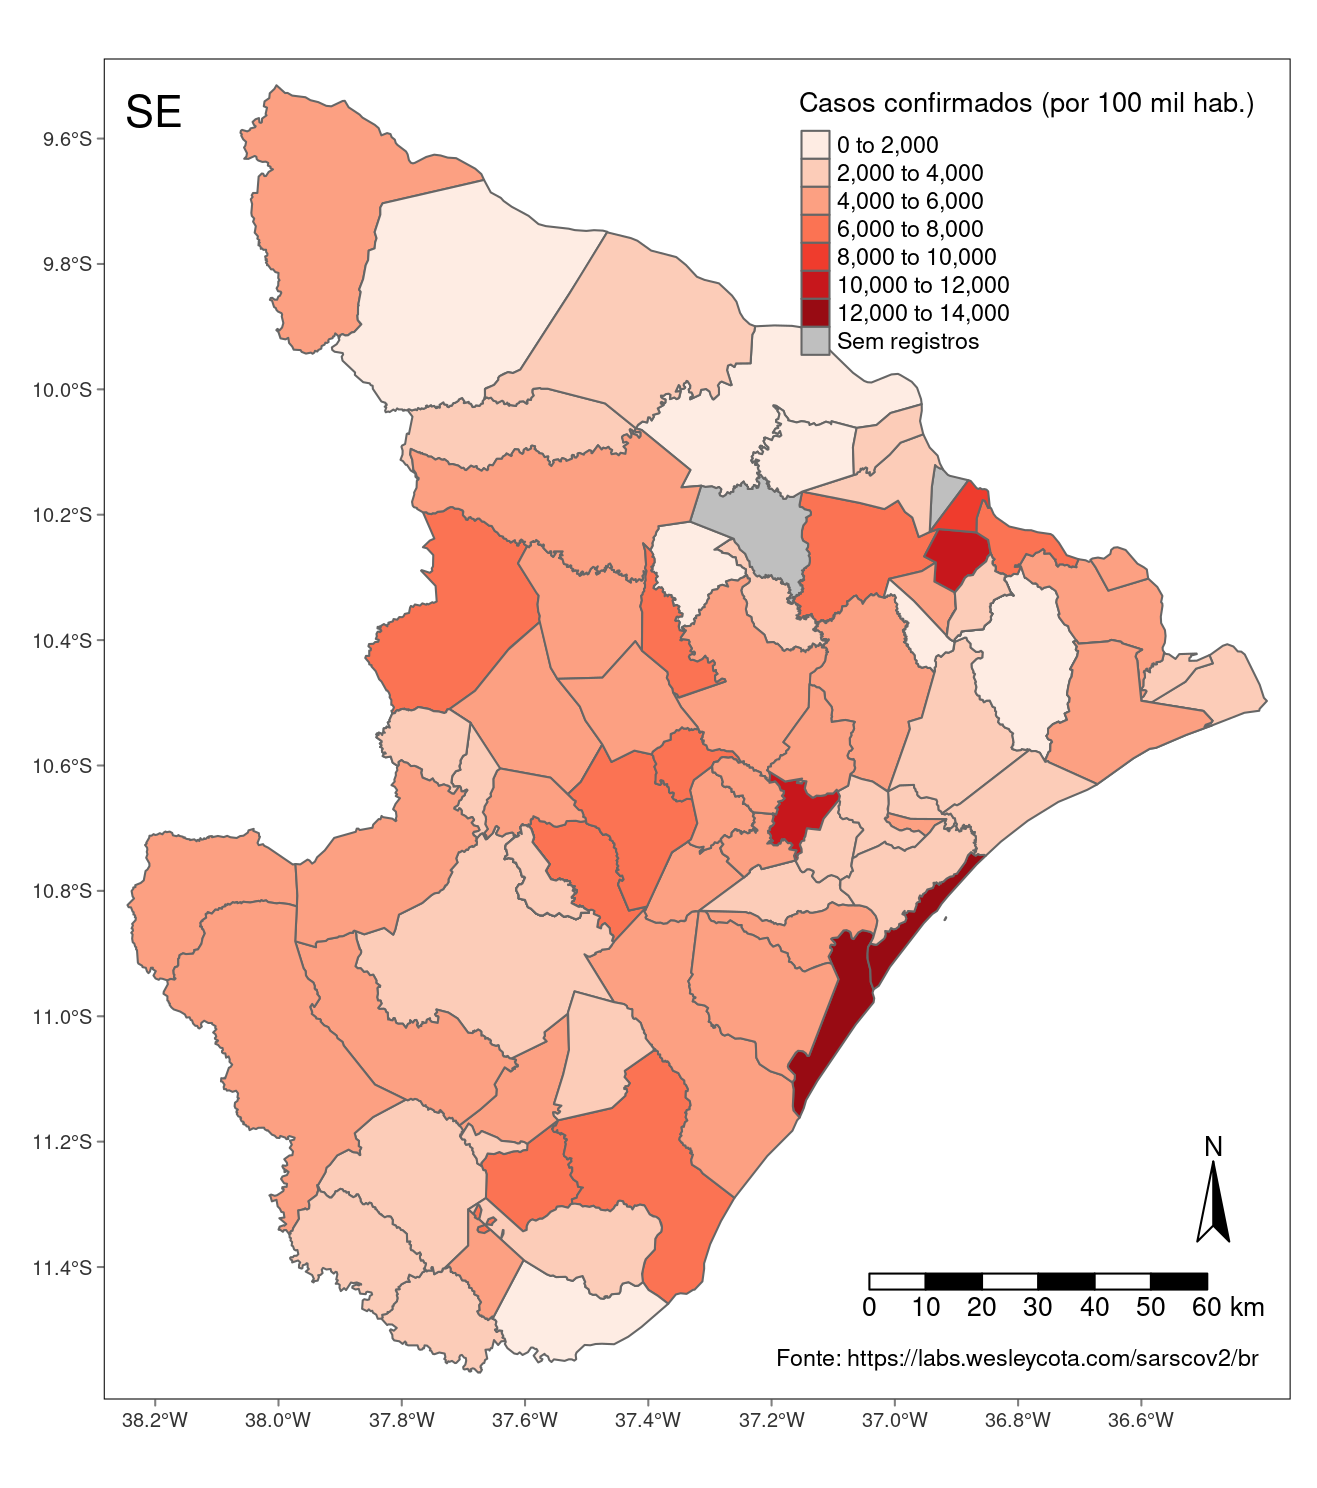 SE
Casos confirmados (por 100 mil hab.)
0 to 2,000
2,000 to 4,000
4,000 to 6,000
6,000 to 8,000
8,000 to 10,000
10,000 to 12,000
12,000 to 14,000
Sem registros
9.6°S
9.8°S
10.0°S
10.2°S
10.4°S
10.6°S
10.8°S
11.0°S
11.2°S
11.4°S
N
0 10 20 30 40 50 60 km
Fonte: https://labs.wesleycota.com/sarscov2/br
38.2°W 38.0°W 37.8°W 37.6°W 37.4°W 37.2°W 37.0°W 36.8°W 36.6°W